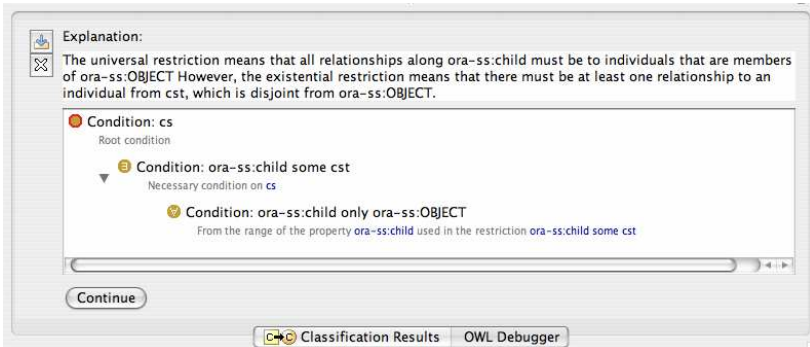 Explanation:
The universal restriction means that all relationships along ora-ss:child must be to individuals that are members
of ora-ss:OBJECT However, the existential restriction means that there must be at least one relationship to an
individual from cst, which is disjoint from ora-ss:OBJECT.
Condition: cs
Root condition
∃ Condition: ora-ss:child some cst
Necessary condition on cs
∀ Condition: ora-ss:child only ora-ss:OBJECT
From the range of the property ora-ss:child used in the restriction ora-ss:child some cst
Continue
C→C Classification Results OWL Debugger